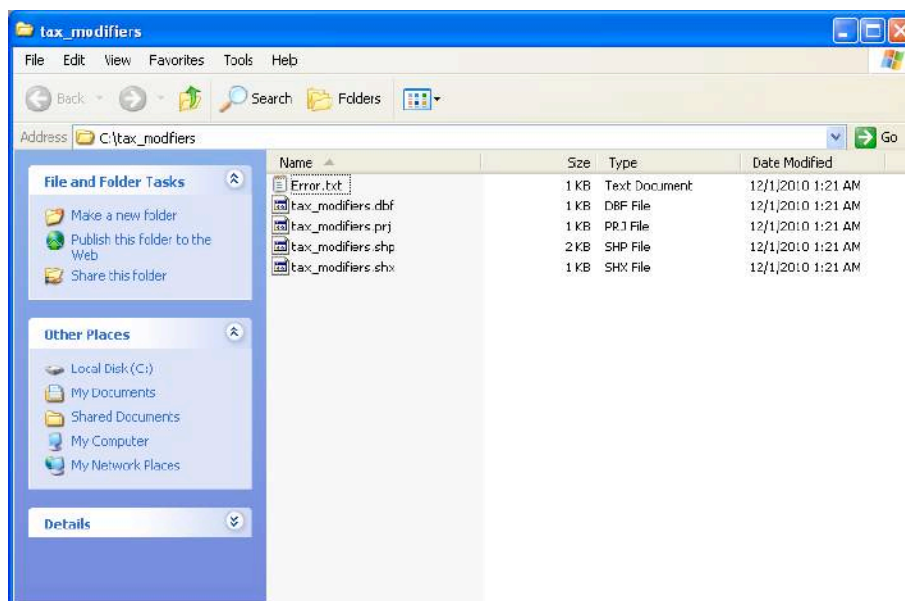 tax_modifiers
File Edit View Favorites Tools Help
Back Search Folders
Address C:\tax_modfiers Go
File and Folder Tasks
Make a new folder
Publish this folder to the
Web
Share this folder
Other Places
Local Disk (C:)
My Documents
Shared Documents
My Computer
My Network Places
Details
Name Size Type Date Modified
Error.txt 1 KB Text Document 12/1/2010 1:21 AM
tax_modifiers.dbf 1 KB DBF File 12/1/2010 1:21 AM
tax_modifiers.prj 1 KB PRJ File 12/1/2010 1:21 AM
tax_modifiers.shp 2 KB SHP File 12/1/2010 1:21 AM
tax_modifiers.shx 1 KB SHX File 12/1/2010 1:21 AM